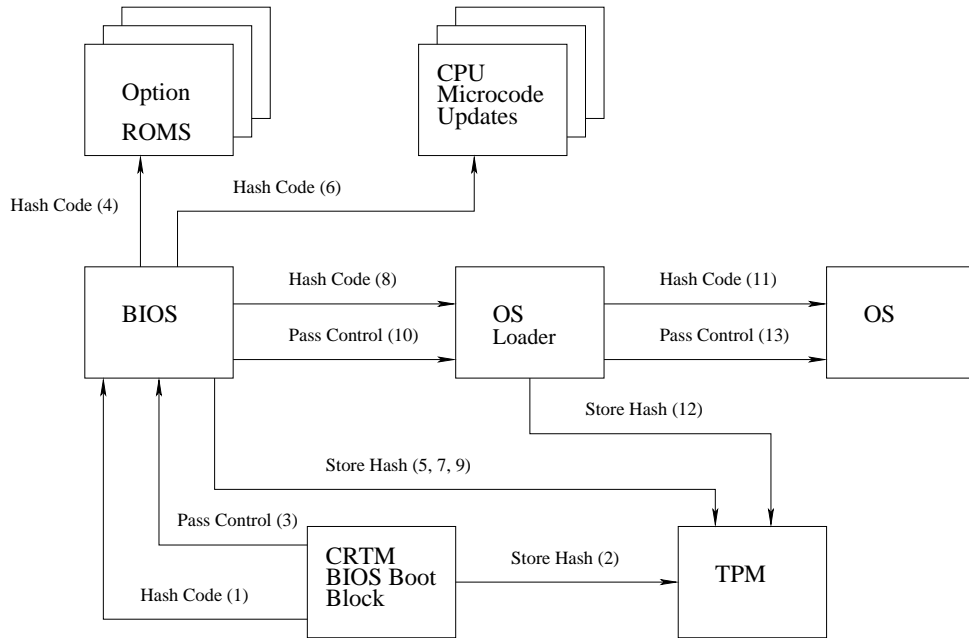 Option
ROMS
CPU
Microcode
Updates
Hash Code (6)
Hash Code (4)
BIOS
Hash Code (8)
Pass Control (10)
OS
Loader
Hash Code (11)
Pass Control (13)
OS
Store Hash (12)
Store Hash (5, 7, 9)
Pass Control (3)
Hash Code (1)
CRTM
BIOS Boot
Block
Store Hash (2)
TPM